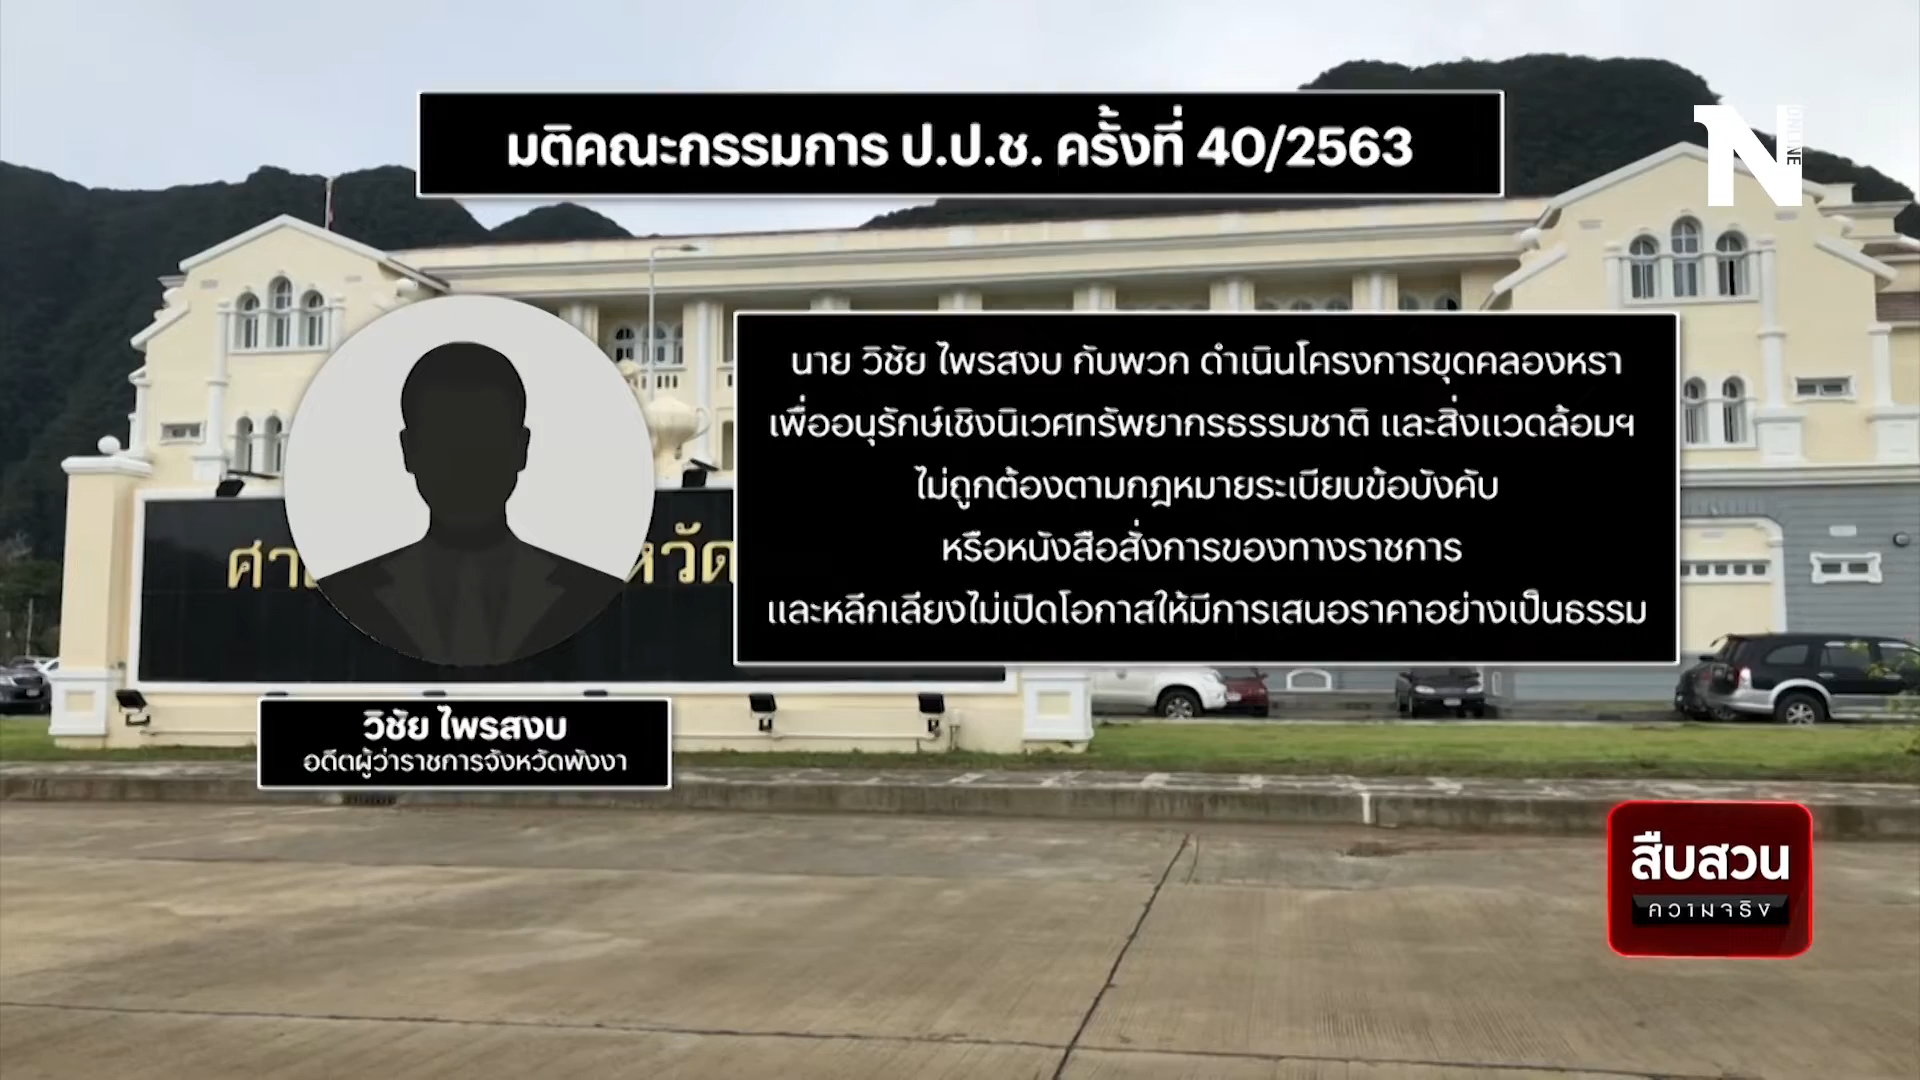 มติคณะกรรมการ ป.ป.ช. ครั้งที่ 40/2563
N
ONLINE
นาย วิชัย ไพรสงบ กับพวก ดำเนินโครงการขุดคลองหรา
เพื่ออนุรักษ์เชิงนิเวศทรัพยากรธรรมชาติ และสิ่งแวดล้อมฯ
ไม่ถูกต้องตามกฎหมายระเบียบข้อบังคับ
หรือหนังสือสั่งการของทางราชการ
และหลีกเลี่ยงไม่เปิดโอกาสให้มีการเสนอราคาอย่างเป็นธรรม
วิชัย ไพรสงบ
อดีตผู้ว่าราชการจังหวัดพังงา
สืบสวน
ความจริง